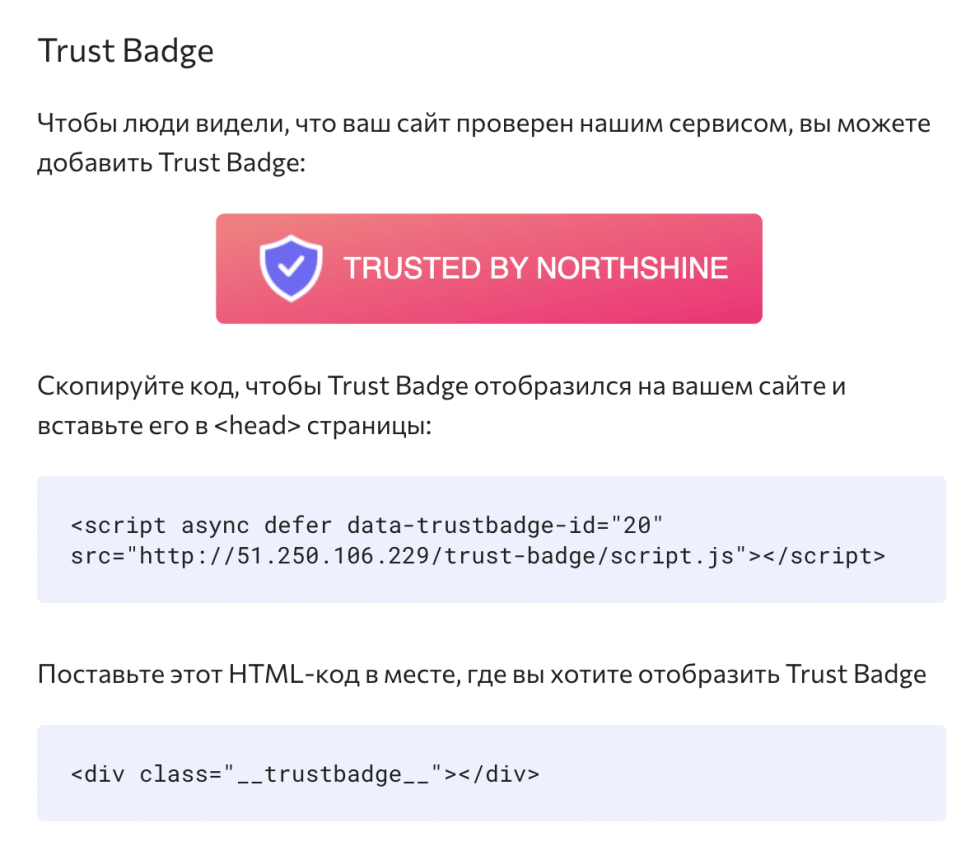 Trust Badge
Чтобы люди видели, что ваш сайт проверен нашим сервисом, вы можете
добавить Trust Badge:
TRUSTED BY NORTHSHINE
Скопируйте код, чтобы Trust Badge отобразился на вашем сайте и
вставьте его в <head> страницы:
<script async defer data-trustbadge-id="20"
src="http://51.250.106.229/trust-badge/script.js"></script>
Поставьте этот HTML-код в месте, где вы хотите отобразить Trust Badge
<div class="__trustbadge__"></div>